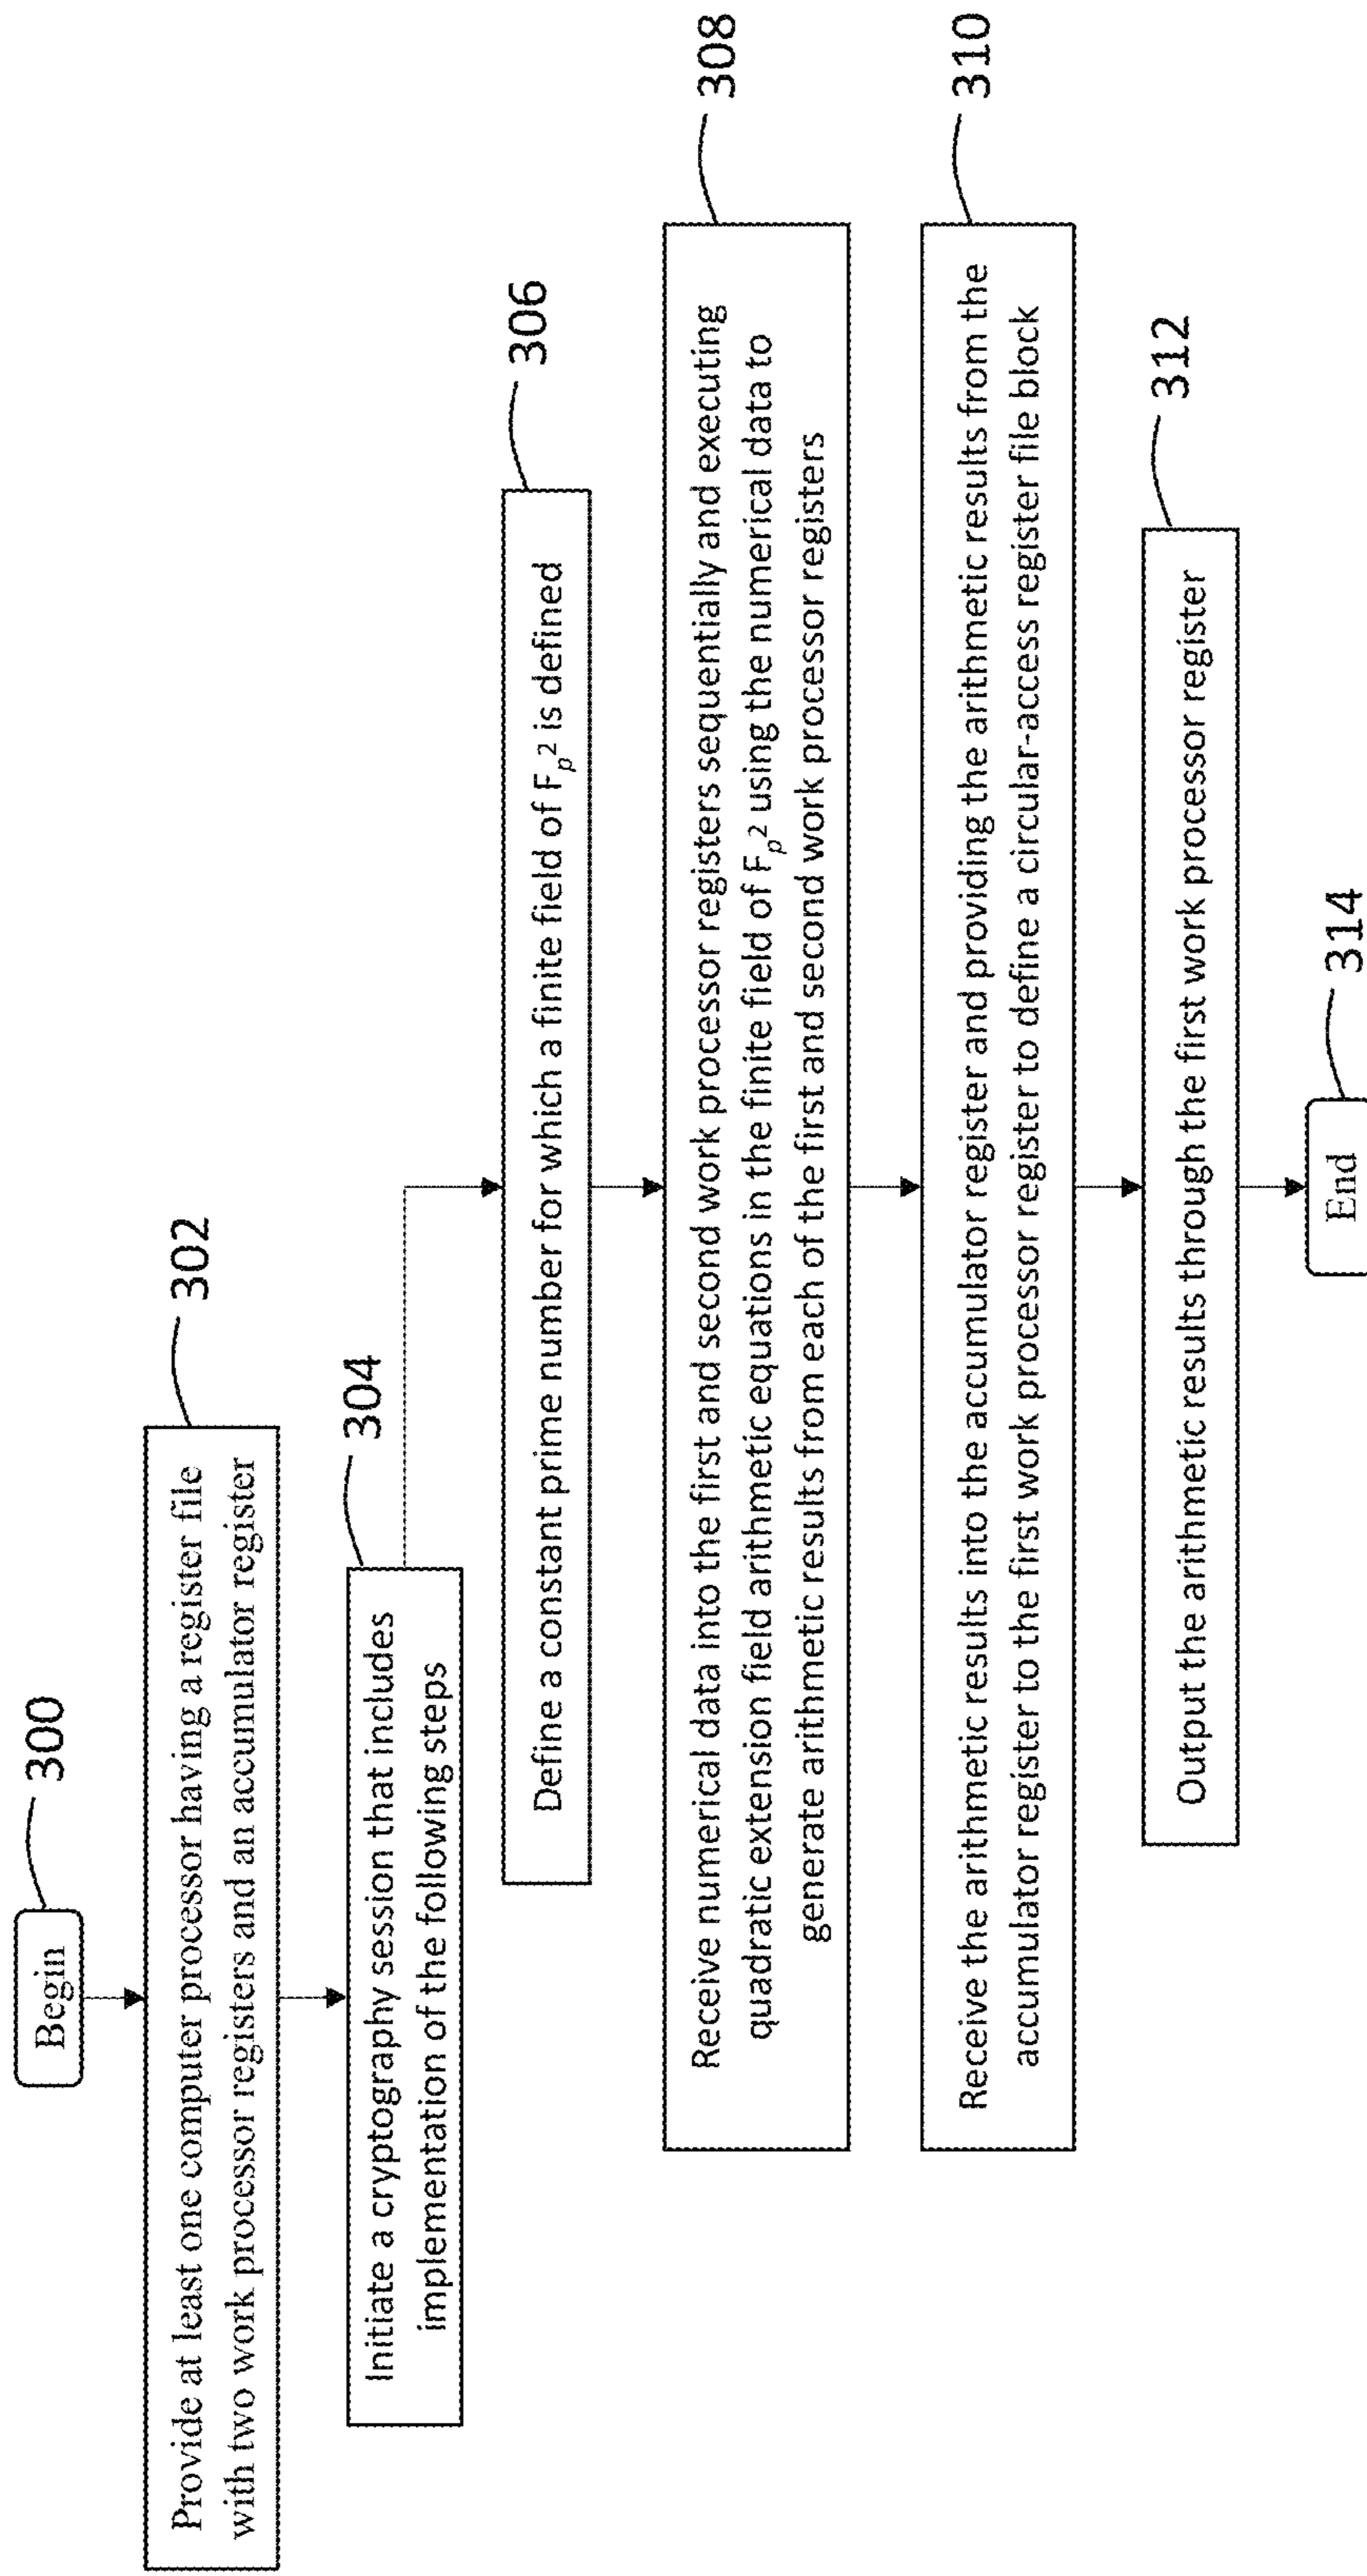 Begin
300
Provide at least one computer processor having a register file
with two work processor registers and an accumulator register
302
Initiate a cryptography session that includes
implementation of the following steps
304
Define a constant prime number for which a finite field of Fp² is defined
306
Receive numerical data into the first and second work processor registers sequentially and executing
quadratic extension field arithmetic equations in the finite field of Fp² using the numerical data to
generate arithmetic results from each of the first and second work processor registers
308
Receive the arithmetic results into the accumulator register and providing the arithmetic results from the
accumulator register to the first work processor register to define a circular-access register file block
310
Output the arithmetic results through the first work processor register
312
End
314